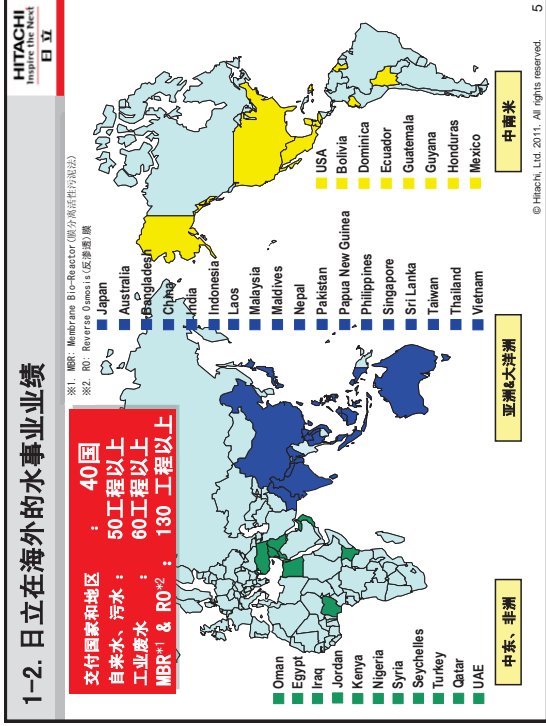 1-2. 日立在海外的水事业业绩
HITACHI
Inspire the Next
日立
交付国家和地区 : 40国
自来水、污水 : 50工程以上
工业废水 : 60工程以上
MBR*1 & RO*2 : 130 工程以上
※1. MBR: Membrane Bio-Reactor(膜分离活性污泥法)
※2. RO: Reverse Osmosis(反渗透)膜
Oman
Egypt
Iraq
Jordan
Kenya
Nigeria
Syria
Seychelles
Turkey
Qatar
UAE
中东、非洲
Japan
Australia
Bangladesh
China
India
Indonesia
Laos
Malaysia
Maldives
Nepal
Pakistan
Papua New Guinea
Philippines
Singapore
Sri Lanka
Taiwan
Thailand
Vietnam
亚洲&大洋洲
USA
Bolivia
Dominica
Ecuador
Guatemala
Guyana
Honduras
Mexico
中南米
© Hitachi, Ltd. 2011. All rights reserved.
5